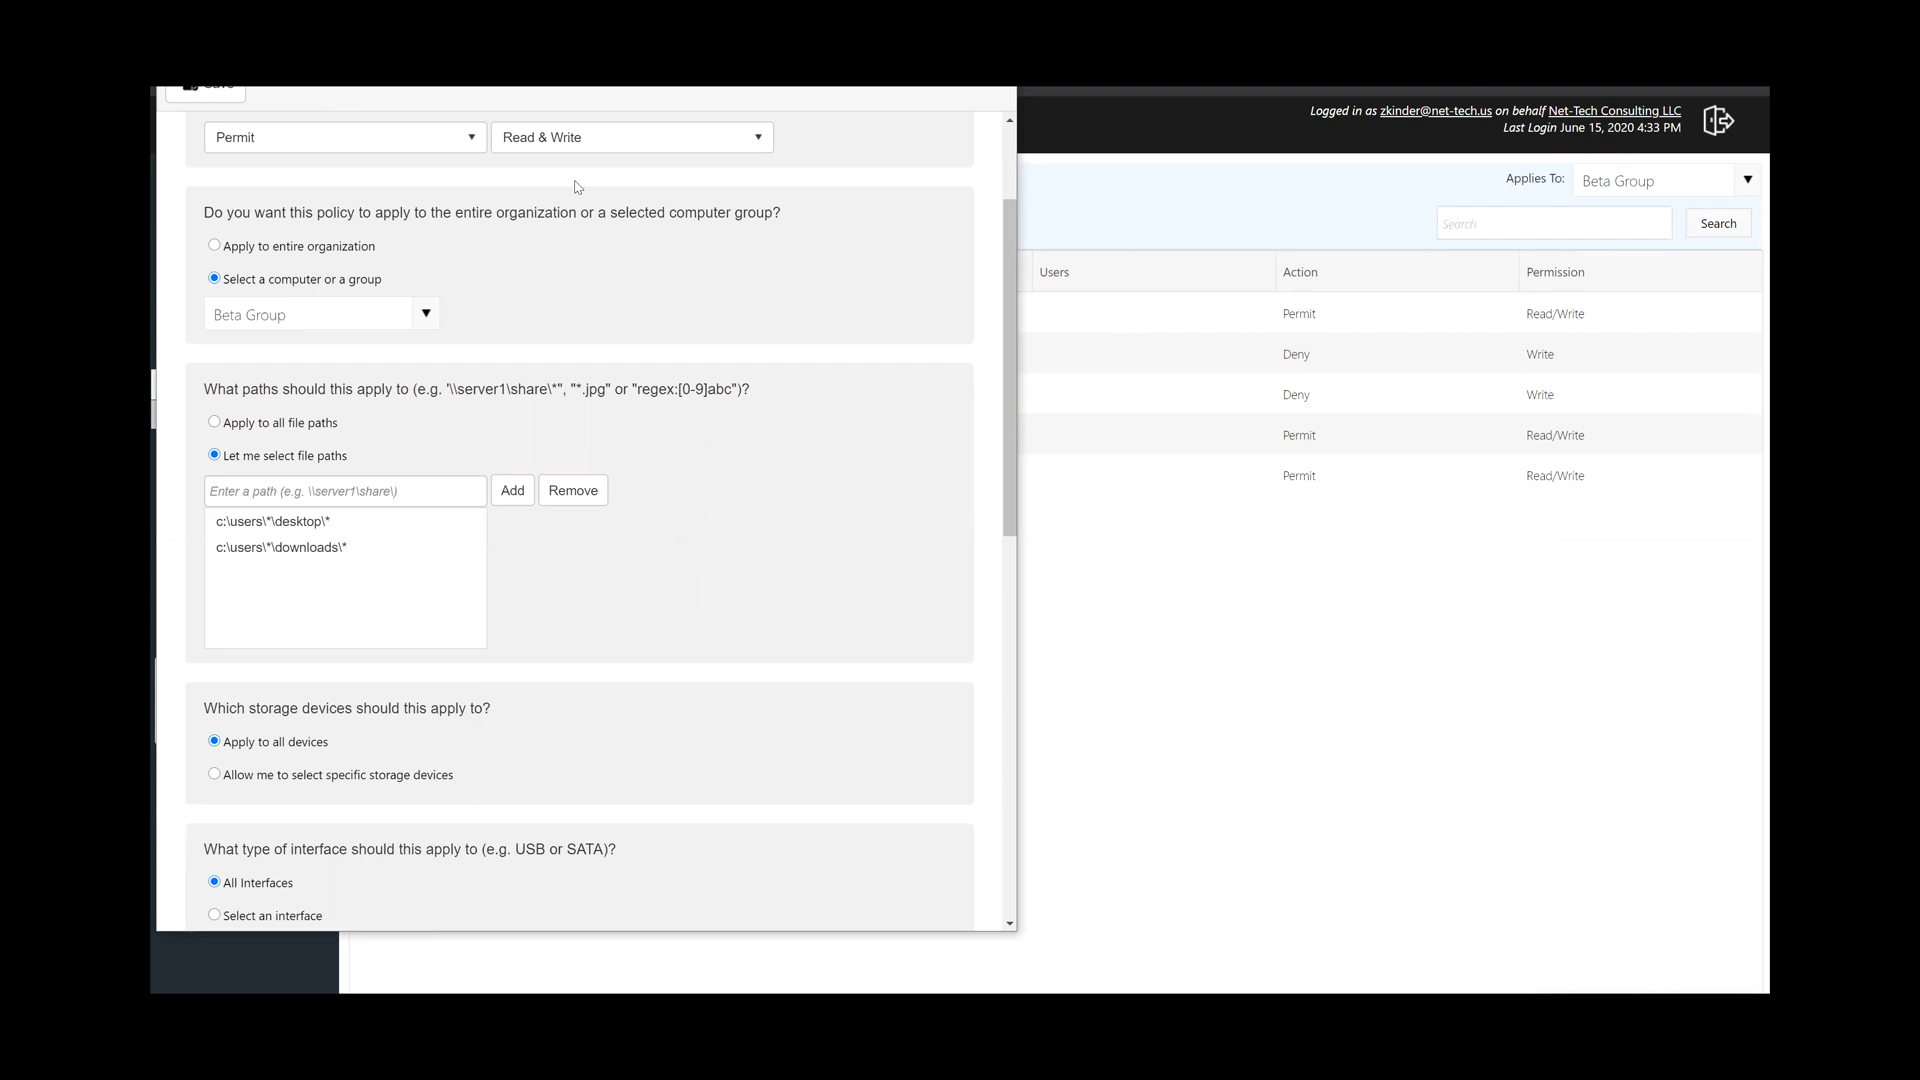 Save
Logged in as zkinder@net-tech.us on behalf Net-Tech Consulting LLC
Last Login June 15, 2020 4:33 PM
Permit
Read & Write
Do you want this policy to apply to the entire organization or a selected computer group?
Apply to entire organization
Select a computer or a group
Beta Group
What paths should this apply to (e.g. '\\server1\share\*", "*.jpg" or "regex:[0-9]abc")?
Apply to all file paths
Let me select file paths
Enter a path (e.g. \\server1\share\)
Add
Remove
c:\users\*\desktop\*
c:\users\*\downloads\*
Which storage devices should this apply to?
Apply to all devices
Allow me to select specific storage devices
What type of interface should this apply to (e.g. USB or SATA)?
All Interfaces
Select an interface
Applies To:
Beta Group
Search
Search
Users
Action
Permission
Permit
Read/Write
Deny
Write
Deny
Write
Permit
Read/Write
Permit
Read/Write